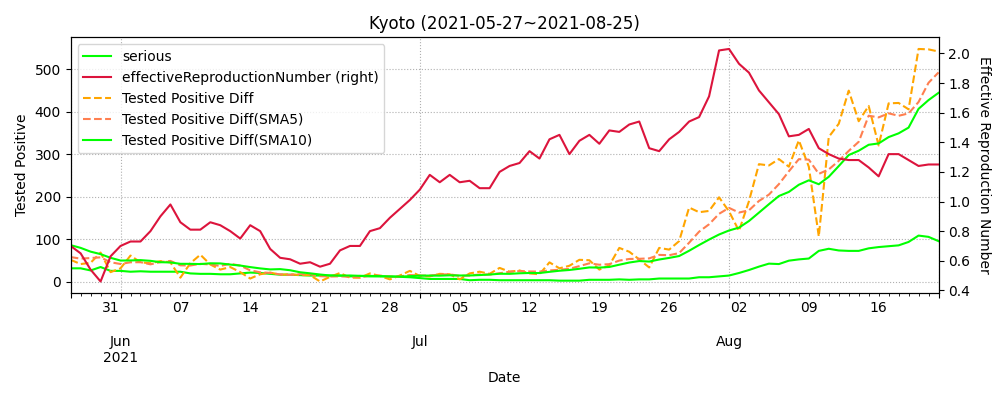 Kyoto (2021-05-27~2021-08-25)
serious
effectiveReproductionNumber (right)
Tested Positive Diff
Tested Positive Diff(SMA5)
Tested Positive Diff(SMA10)
Tested Positive
500
400
300
200
100
0
2.0
1.8
1.6
1.4
1.2
1.0
0.8
0.6
0.4
Effective Reproduction Number
31 07 14 21 28 05 12 19 26 02 09 16
Jun Jul Aug
2021
Date